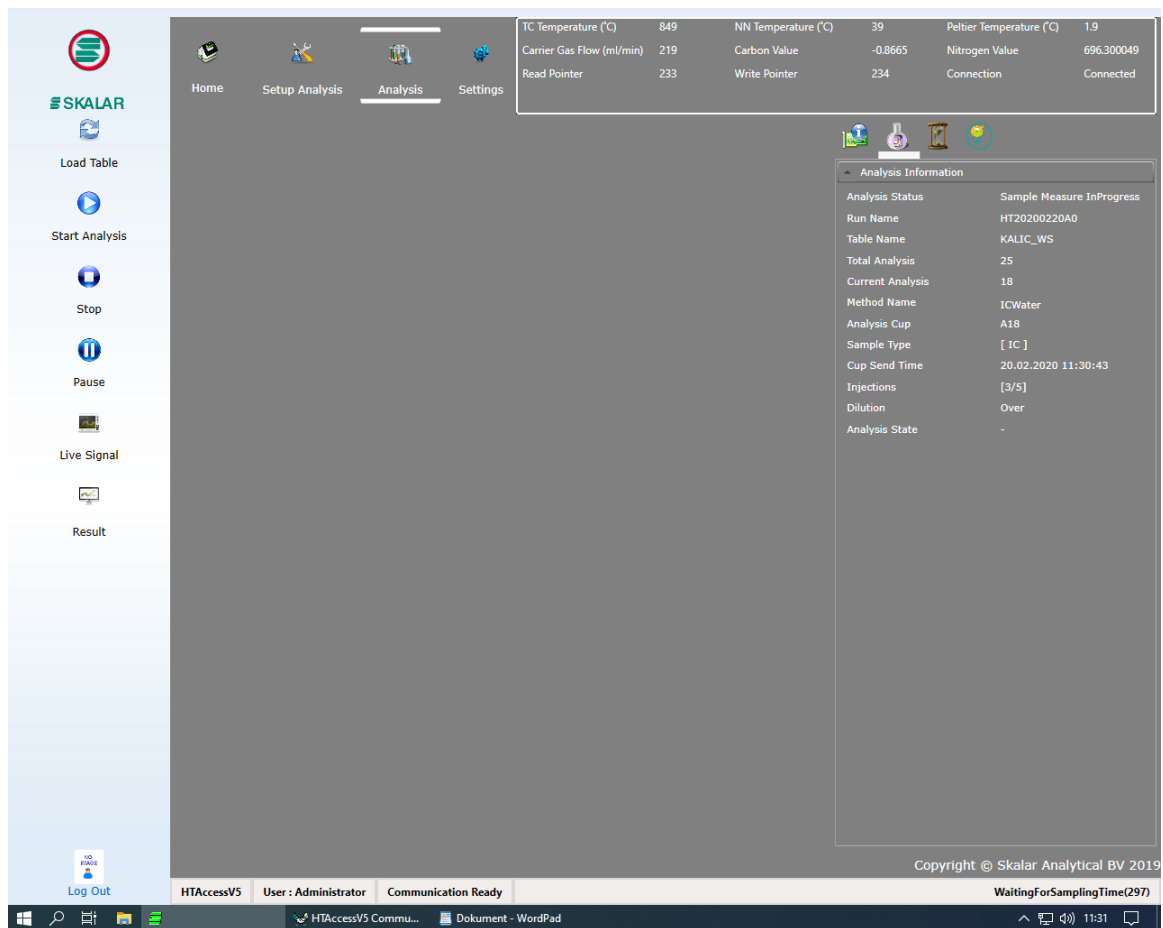 SKALAR
Load Table
Start Analysis
Stop
Pause
Live Signal
Result
NO IMAGE
Log Out
Home
Setup Analysis
Analysis
Settings
TC Temperature (°C) 849 NN Temperature (°C) 39 Peltier Temperature (°C) 1.9
Carrier Gas Flow (ml/min) 219 Carbon Value -0.8665 Nitrogen Value 696.300049
Read Pointer 233 Write Pointer 234 Connection Connected
Analysis Information
Analysis Status Sample Measure InProgress
Run Name HT20200220A0
Table Name KALIC_WS
Total Analysis 25
Current Analysis 18
Method Name ICWater
Analysis Cup A18
Sample Type [ IC ]
Cup Send Time 20.02.2020 11:30:43
Injections [3/5]
Dilution Over
Analysis State -
Copyright © Skalar Analytical BV 2019
HTAccessV5 User : Administrator Communication Ready WaitingForSamplingTime(297)
HTAccessV5 Commu... Dokument - WordPad 11:31